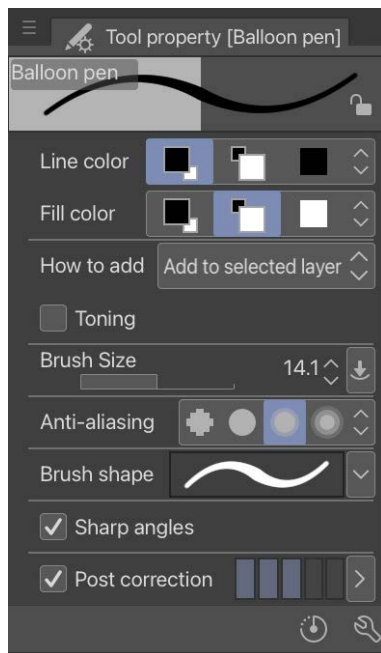 Tool property [Balloon pen]
Balloon pen
Line color
Fill color
How to add Add to selected layer
Toning
Brush Size 14.1
Anti-aliasing
Brush shape
Sharp angles
Post correction